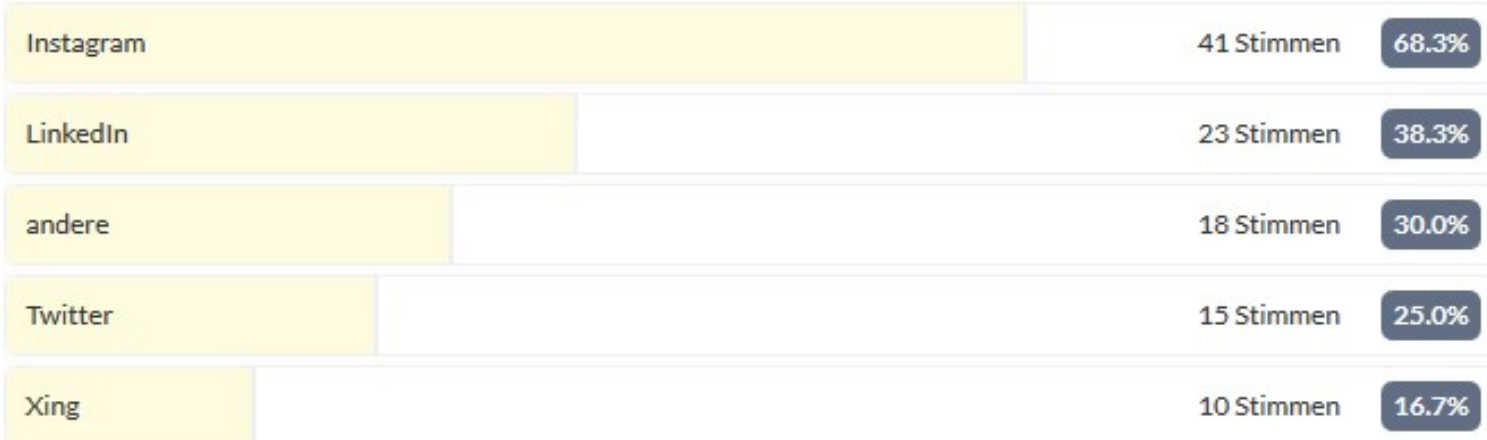 Instagram 41 Stimmen 68.3%
LinkedIn 23 Stimmen 38.3%
andere 18 Stimmen 30.0%
Twitter 15 Stimmen 25.0%
Xing 10 Stimmen 16.7%